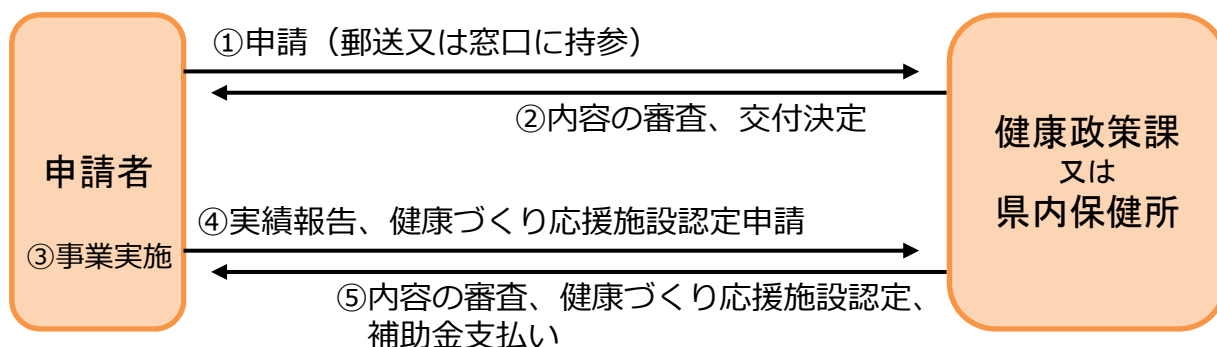 ①申請（郵送又は窓口に持参）
②内容の審査、交付決定
申請者
③事業実施
健康政策課
又は
県内保健所
④実績報告、健康づくり応援施設認定申請
⑤内容の審査、健康づくり応援施設認定、
補助金支払い